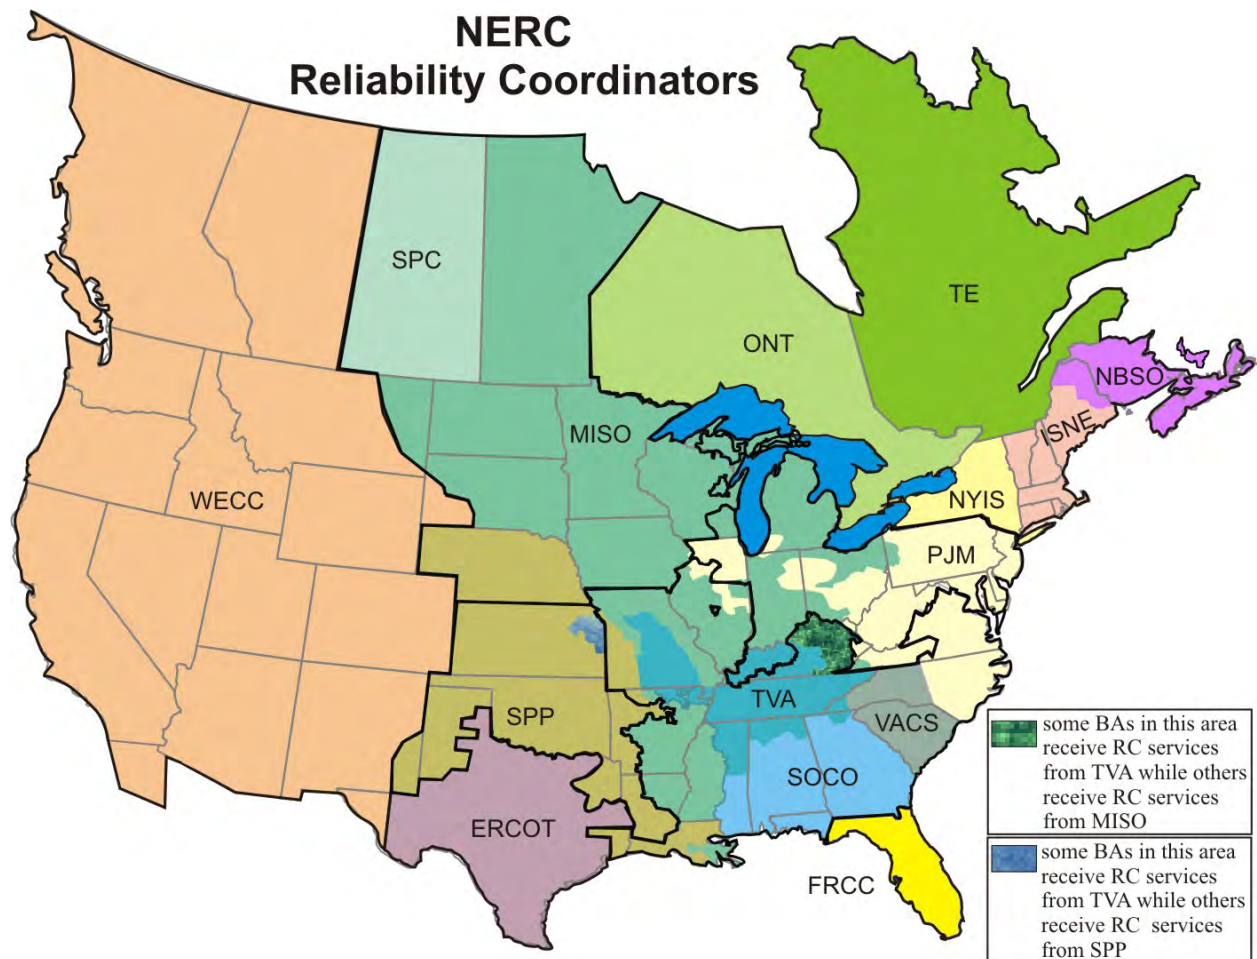 NERC
Reliability Coordinators
SPC
TE
ONT
NBSO
MISO
ISNE
WECC
NYIS
PJM
TVA
SPP
VACS
SOCO
ERCOT
FRCC
some BAs in this area
receive RC services
from TVA while others
receive RC services
from MISO
some BAs in this area
receive RC services
from TVA while others
receive RC services
from SPP